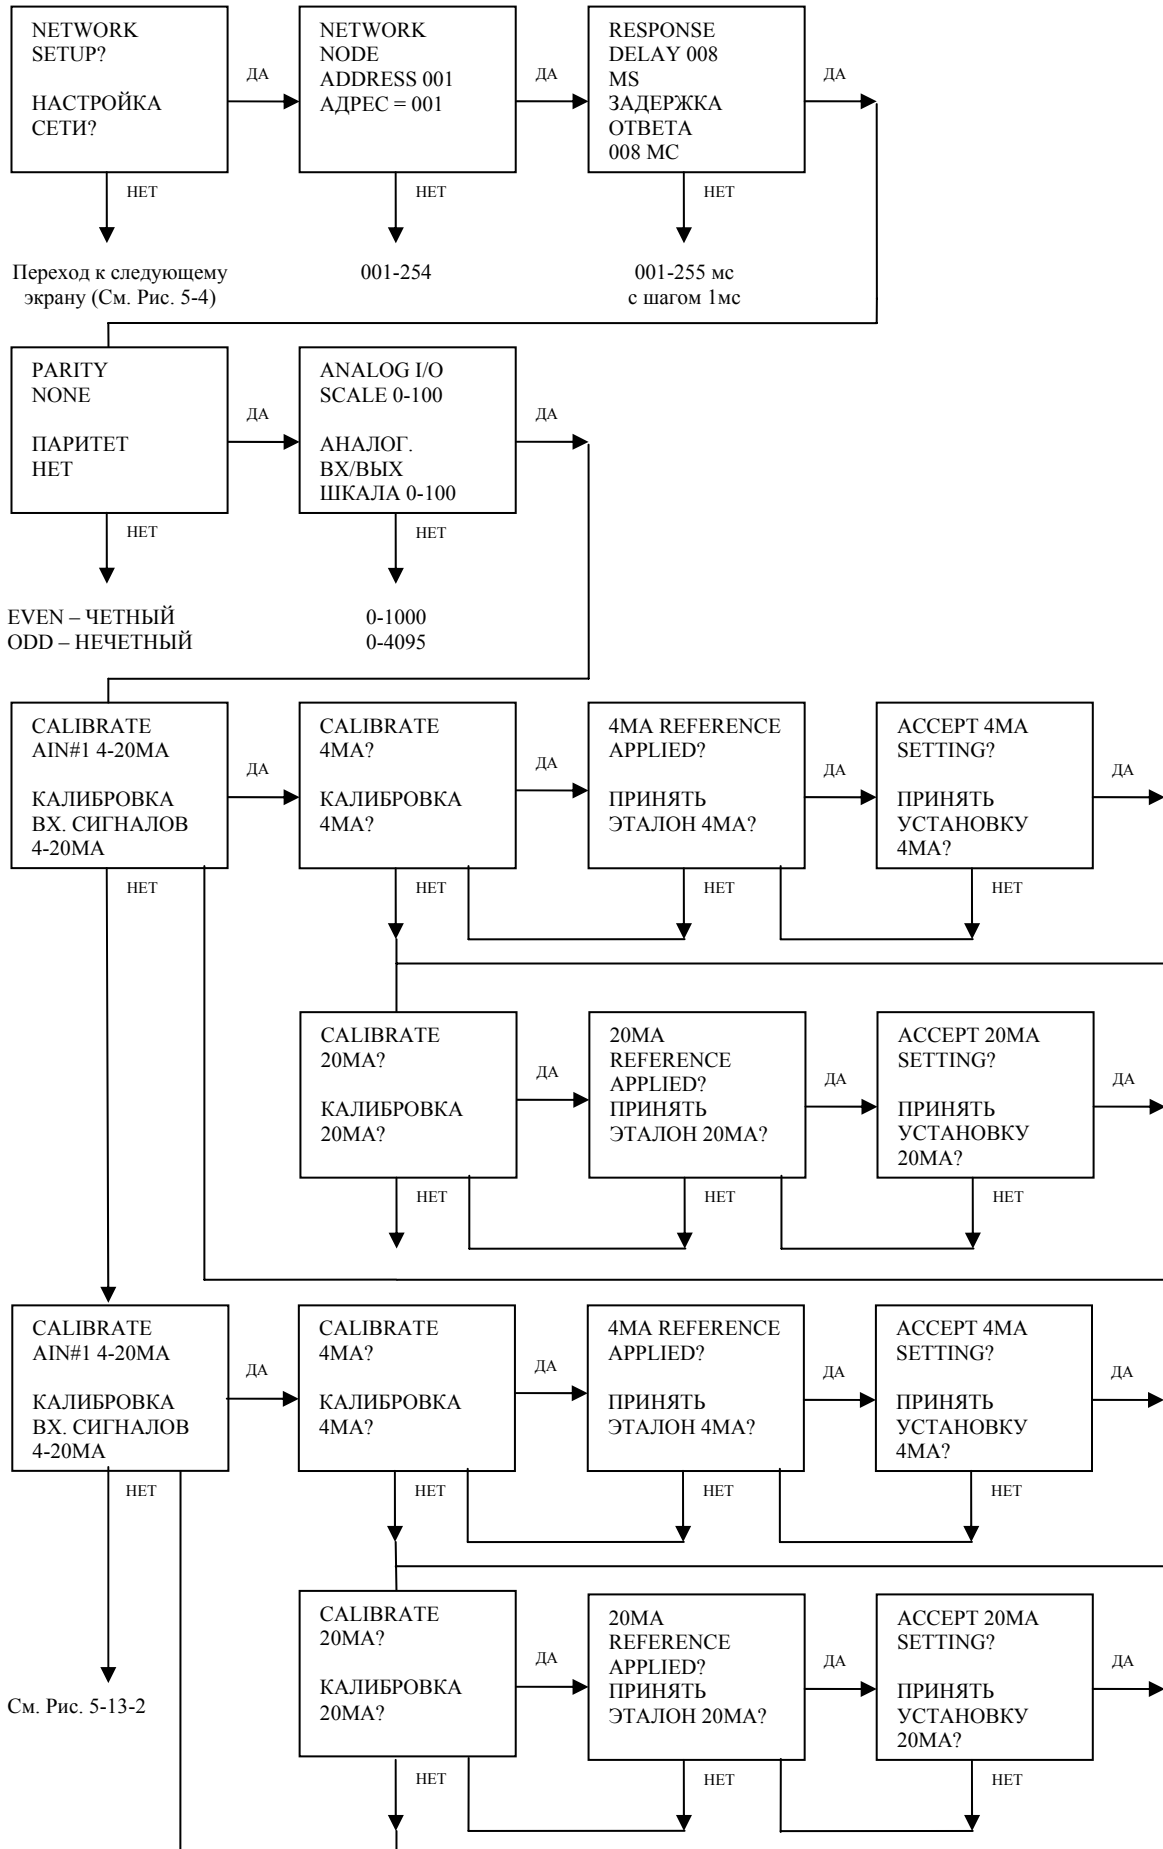 NETWORK
SETUP?
НАСТРОЙКА
СЕТИ?
ДА
NETWORK
NODE
ADDRESS 001
АДРЕС = 001
ДА
RESPONSE
DELAY 008
MS
ЗАДЕРЖКА
ОТВЕТА
008 МС
ДА
НЕТ
НЕТ
НЕТ
Переход к следующему
экрану (См. Рис. 5-4)
001-254
001-255 мс
с шагом 1мс
PARITY
NONE
ПАРИТЕТ
НЕТ
ДА
ANALOG I/O
SCALE 0-100
АНАЛОГ.
ВХ/ВЫХ
ШКАЛА 0-100
ДА
НЕТ
НЕТ
EVEN – ЧЕТНЫЙ
ODD – НЕЧЕТНЫЙ
0-1000
0-4095
CALIBRATE
AIN#1 4-20MA
КАЛИБРОВКА
ВХ. СИГНАЛОВ
4-20МА
ДА
CALIBRATE
4MA?
КАЛИБРОВКА
4МА?
ДА
4MA REFERENCE
APPLIED?
ПРИНЯТЬ
ЭТАЛОН 4МА?
ДА
ACCEPT 4MA
SETTING?
ПРИНЯТЬ
УСТАНОВКУ
4МА?
ДА
НЕТ
НЕТ
НЕТ
НЕТ
CALIBRATE
20MA?
КАЛИБРОВКА
20МА?
ДА
20MA
REFERENCE
APPLIED?
ПРИНЯТЬ
ЭТАЛОН 20МА?
ДА
ACCEPT 20MA
SETTING?
ПРИНЯТЬ
УСТАНОВКУ
20МА?
ДА
НЕТ
НЕТ
НЕТ
CALIBRATE
AIN#1 4-20MA
КАЛИБРОВКА
ВХ. СИГНАЛОВ
4-20МА
ДА
CALIBRATE
4MA?
КАЛИБРОВКА
4МА?
ДА
4MA REFERENCE
APPLIED?
ПРИНЯТЬ
ЭТАЛОН 4МА?
ДА
ACCEPT 4MA
SETTING?
ПРИНЯТЬ
УСТАНОВКУ
4МА?
ДА
НЕТ
НЕТ
НЕТ
НЕТ
См. Рис. 5-13-2
CALIBRATE
20MA?
КАЛИБРОВКА
20МА?
ДА
20MA
REFERENCE
APPLIED?
ПРИНЯТЬ
ЭТАЛОН 20МА?
ДА
ACCEPT 20MA
SETTING?
ПРИНЯТЬ
УСТАНОВКУ
20МА?
ДА
НЕТ
НЕТ
НЕТ